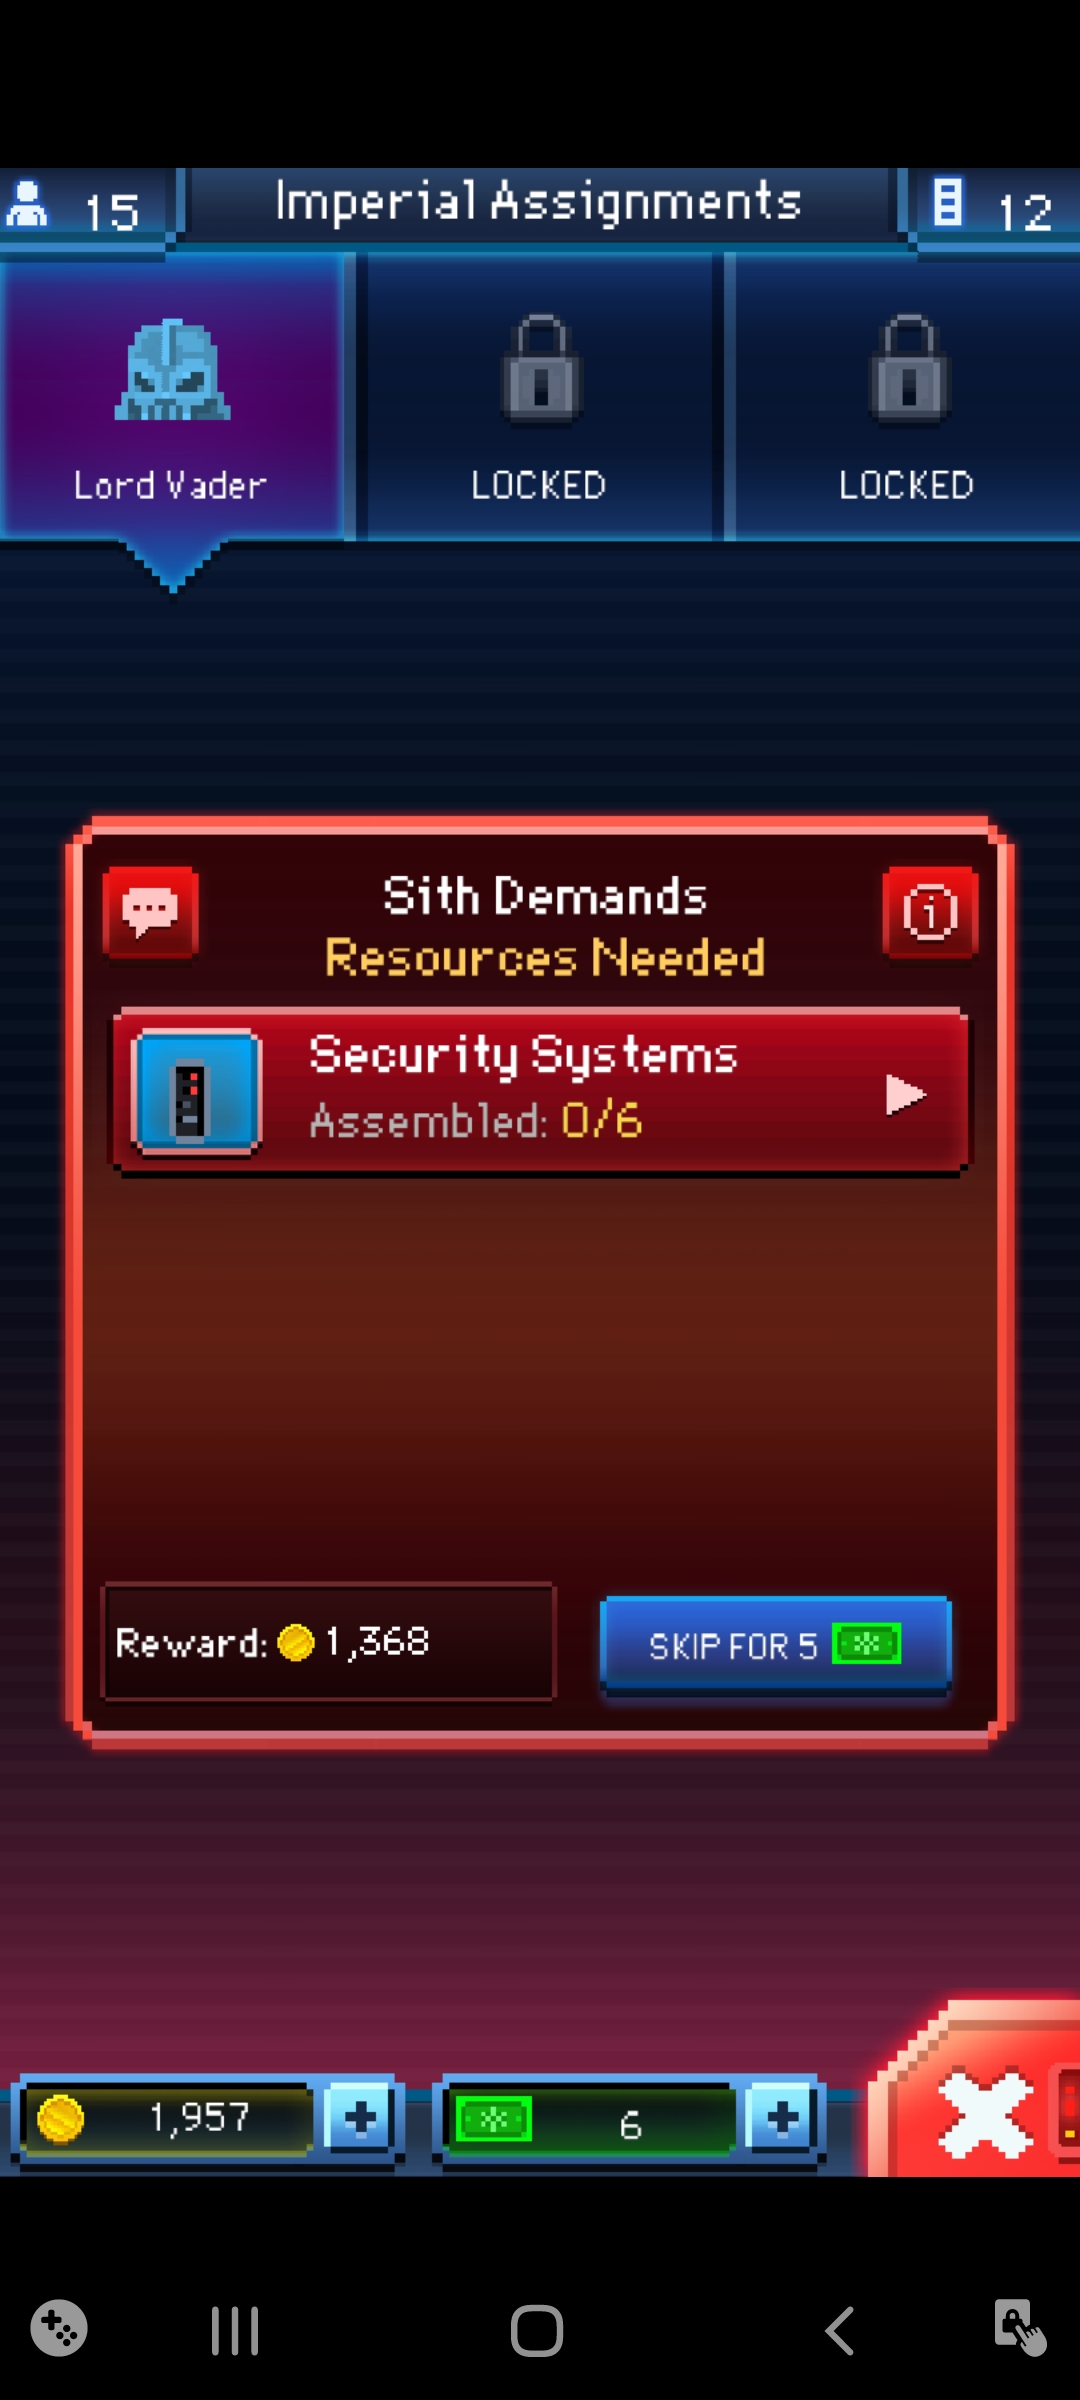 15
Imperial Assignments
12
Lord Vader
LOCKED
LOCKED
Sith Demands
Resources Needed
Security Systems
Assembled: 0/6
Reward: 1,368
SKIP FOR 5
1,957
6